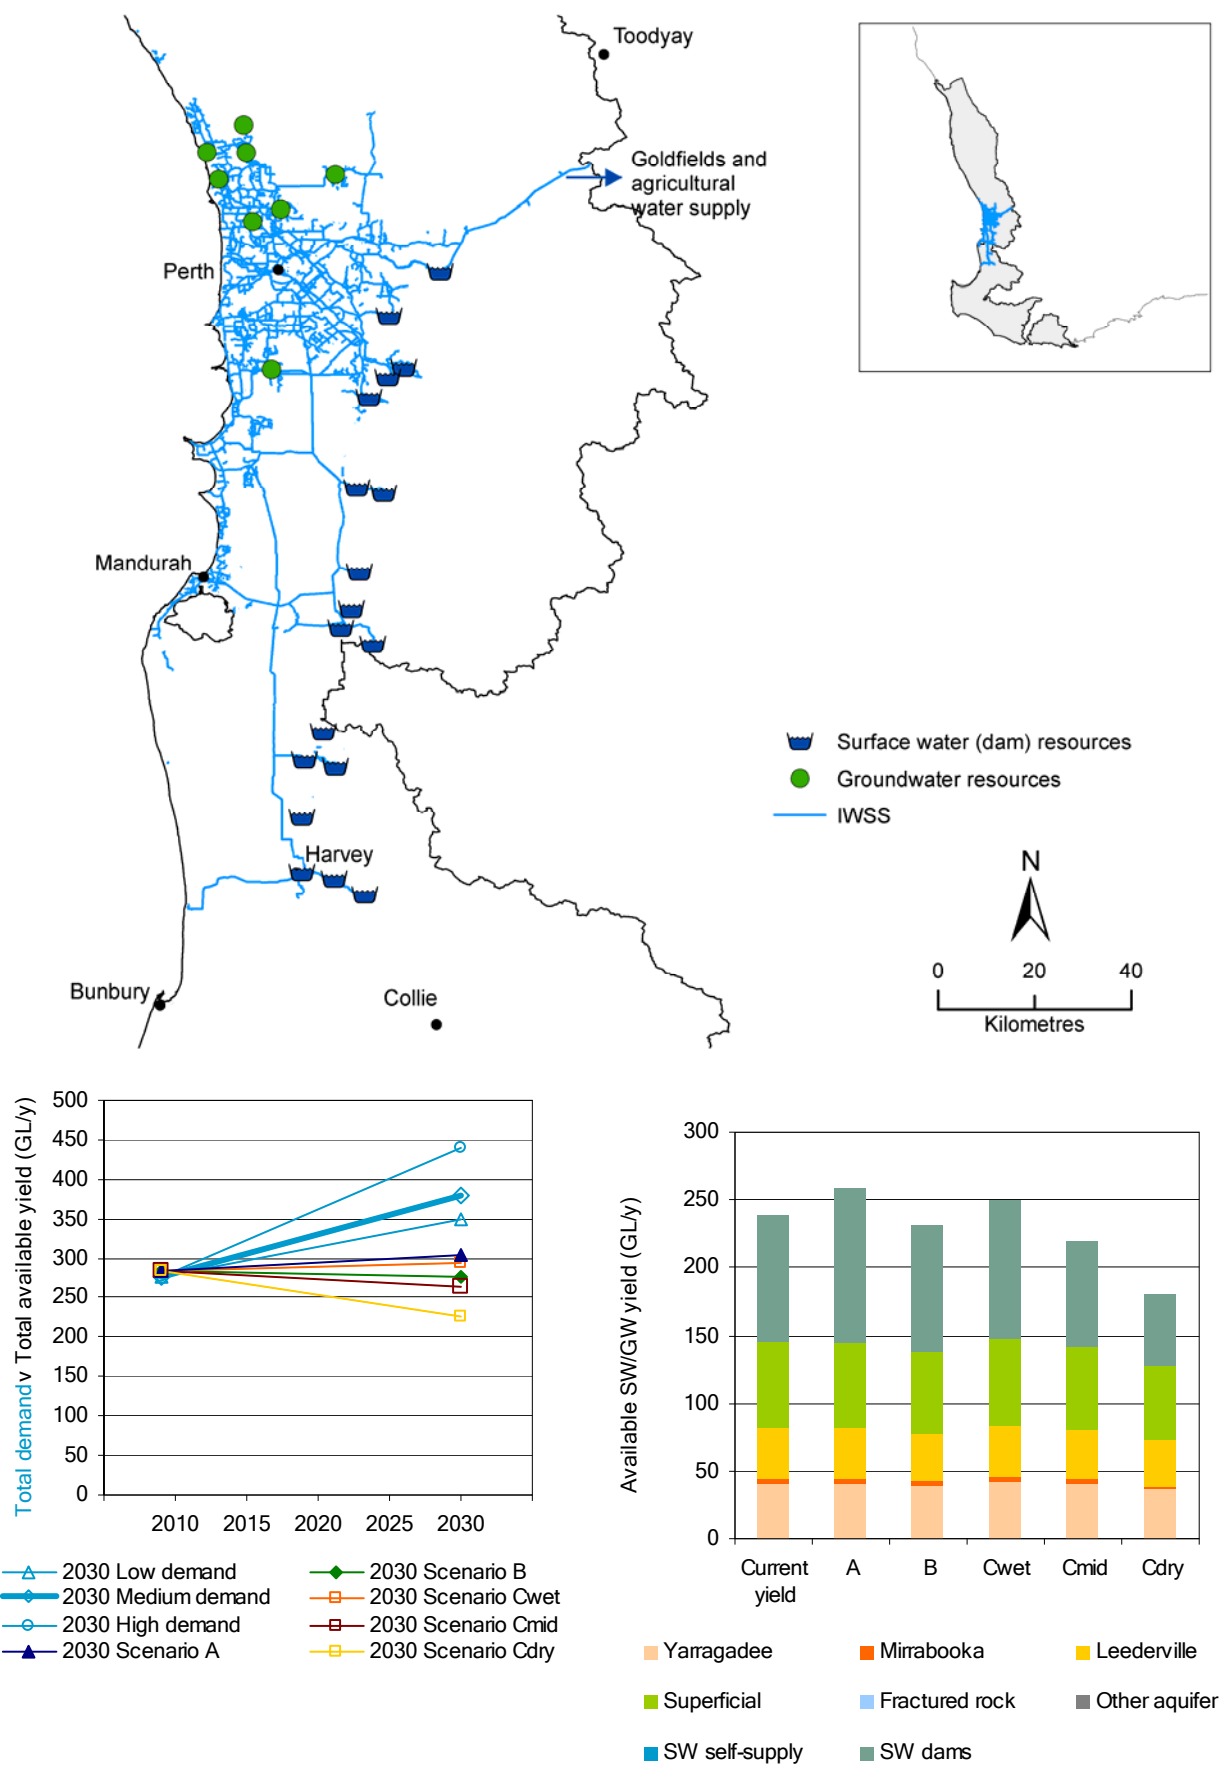 Toodyay
Goldfields and
agricultural
water supply
Perth
Mandurah
Surface water (dam) resources
Groundwater resources
IWSS
Harvey
N
0 20 40
Kilometres
Bunbury
Collie
Total demand v Total available yield (GL/y)
500
450
400
350
300
250
200
150
100
50
0
2010 2015 2020 2025 2030
2030 Low demand
2030 Medium demand
2030 High demand
2030 Scenario A
2030 Scenario B
2030 Scenario Cwet
2030 Scenario Cmid
2030 Scenario Cdry
Available SW/GW yield (GL/y)
300
250
200
150
100
50
0
Current
yield
A B Cwet Cmid Cdry
Yarragadee Mirrabooka Leederville
Superficial Fractured rock Other aquifer
SW self-supply SW dams